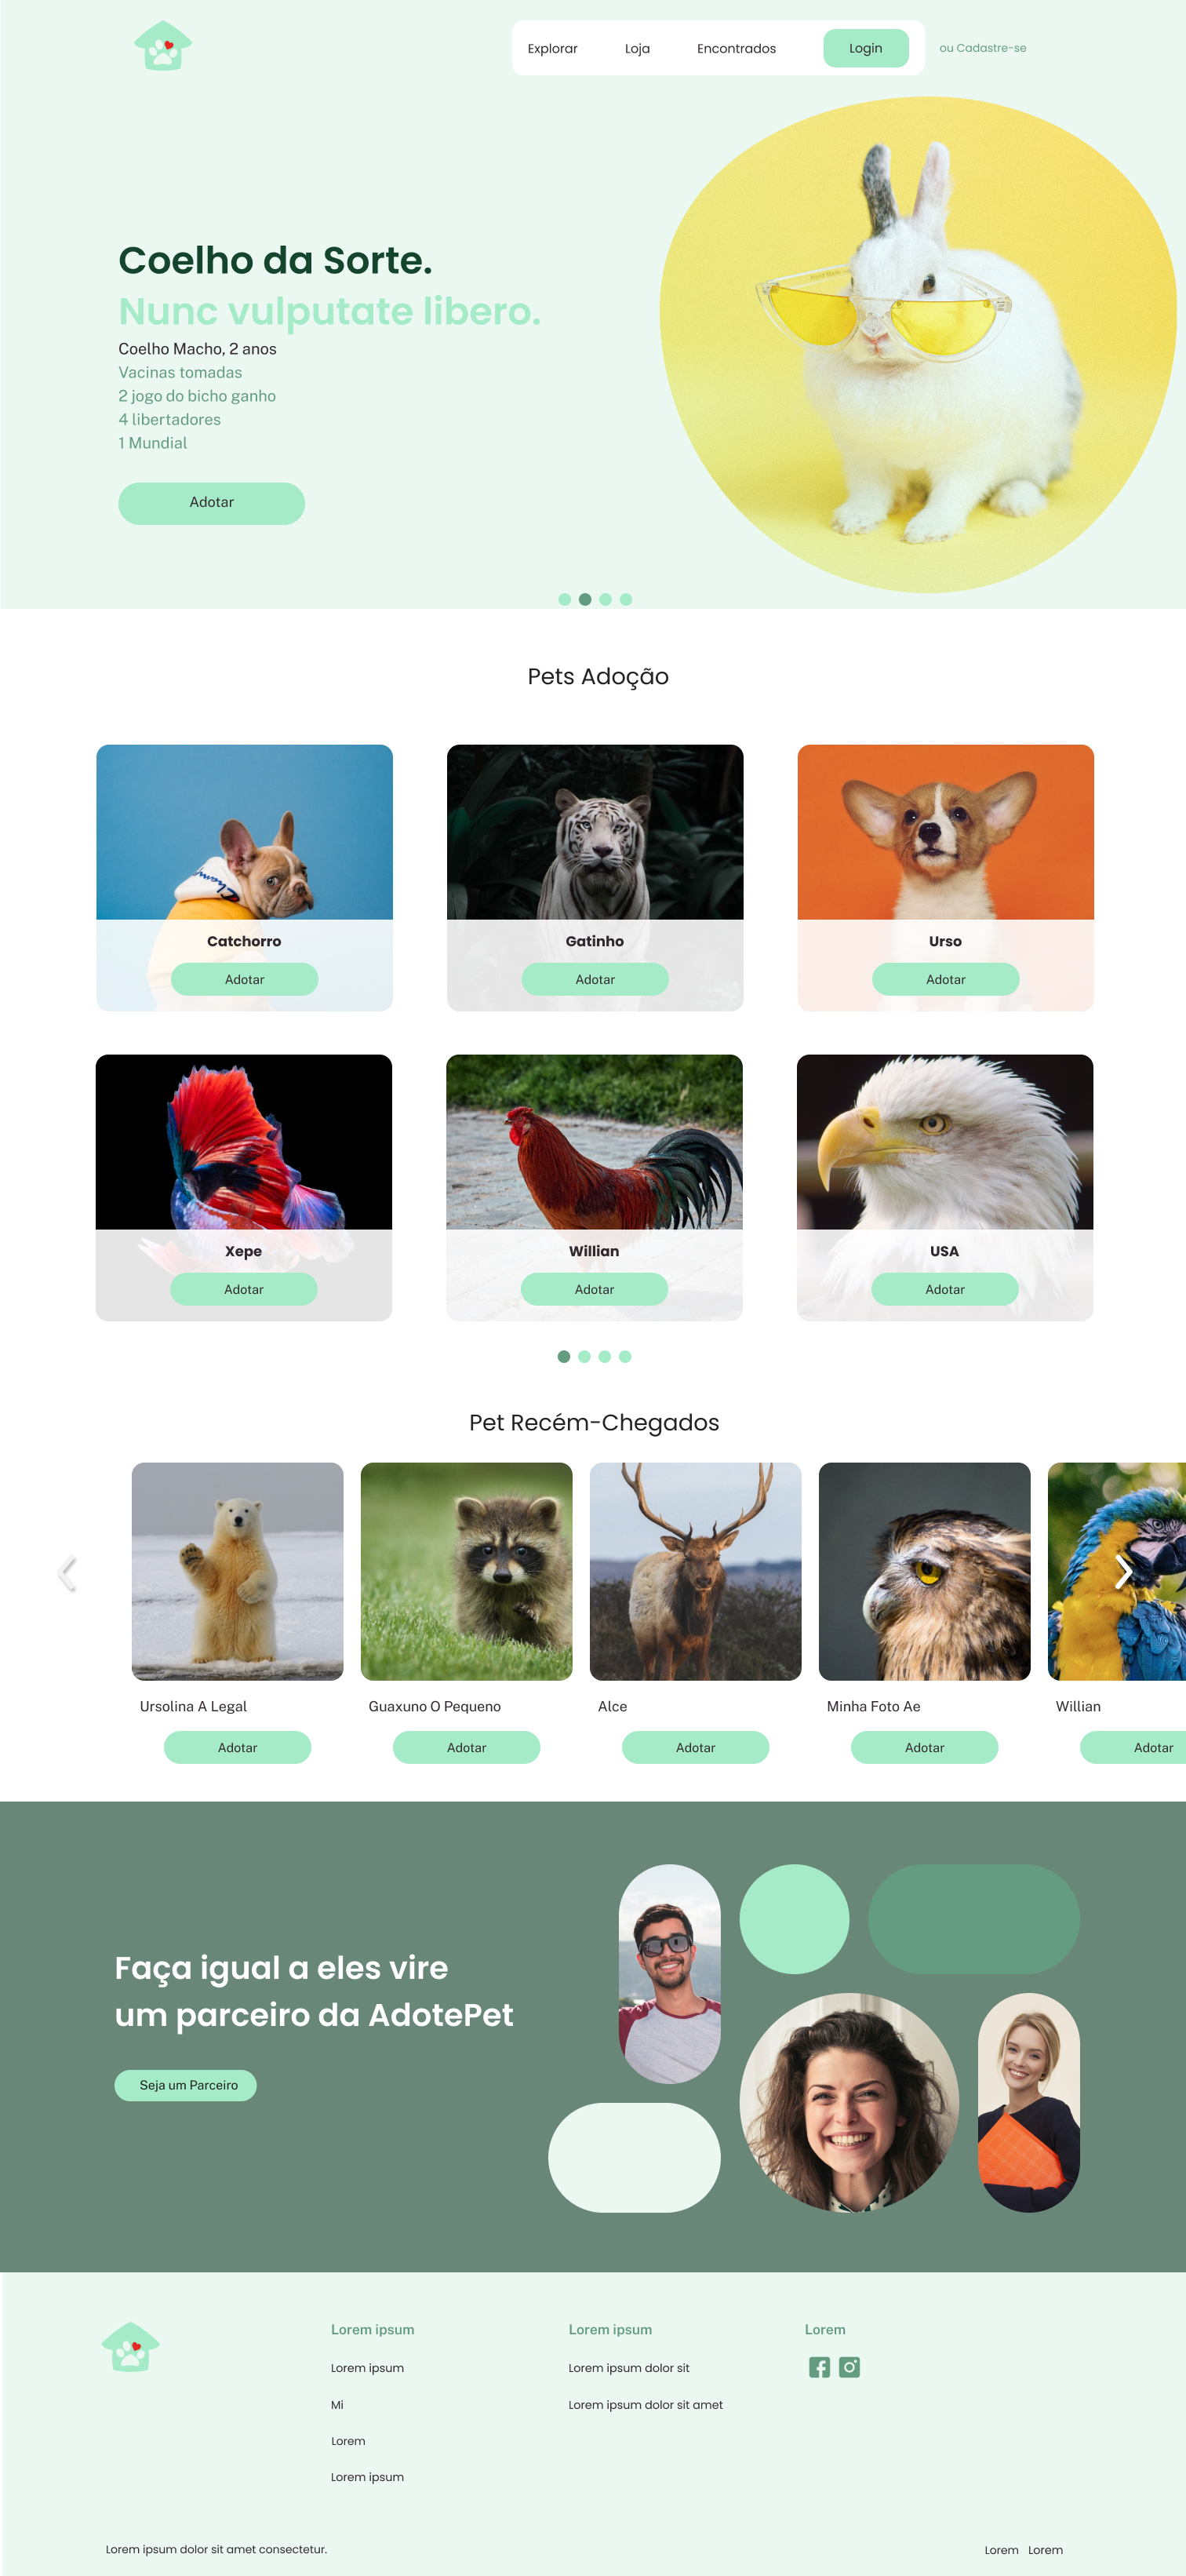 Explorar
Loja
Encontrados
Login
ou Cadastre-se
Coelho da Sorte.
Nunc vulputate libero.
Coelho Macho, 2 anos
Vacinas tomadas
2 jogo do bicho ganho
4 libertadores
1 Mundial
Adotar
Pets Adoção
Catchorro
Adotar
Gatinho
Adotar
Urso
Adotar
Xepe
Adotar
Willian
Adotar
USA
Adotar
Pet Recém-Chegados
Ursolina A Legal
Adotar
Guaxuno O Pequeno
Adotar
Alce
Adotar
Minha Foto Ae
Adotar
Willian
Adotar
Faça igual a eles vire
um parceiro da AdotePet
Seja um Parceiro
Lorem ipsum
Lorem ipsum
Mi
Lorem
Lorem ipsum
Lorem ipsum
Lorem ipsum dolor sit
Lorem ipsum dolor sit amet
Lorem
Lorem ipsum dolor sit amet consectetur.
Lorem
Lorem